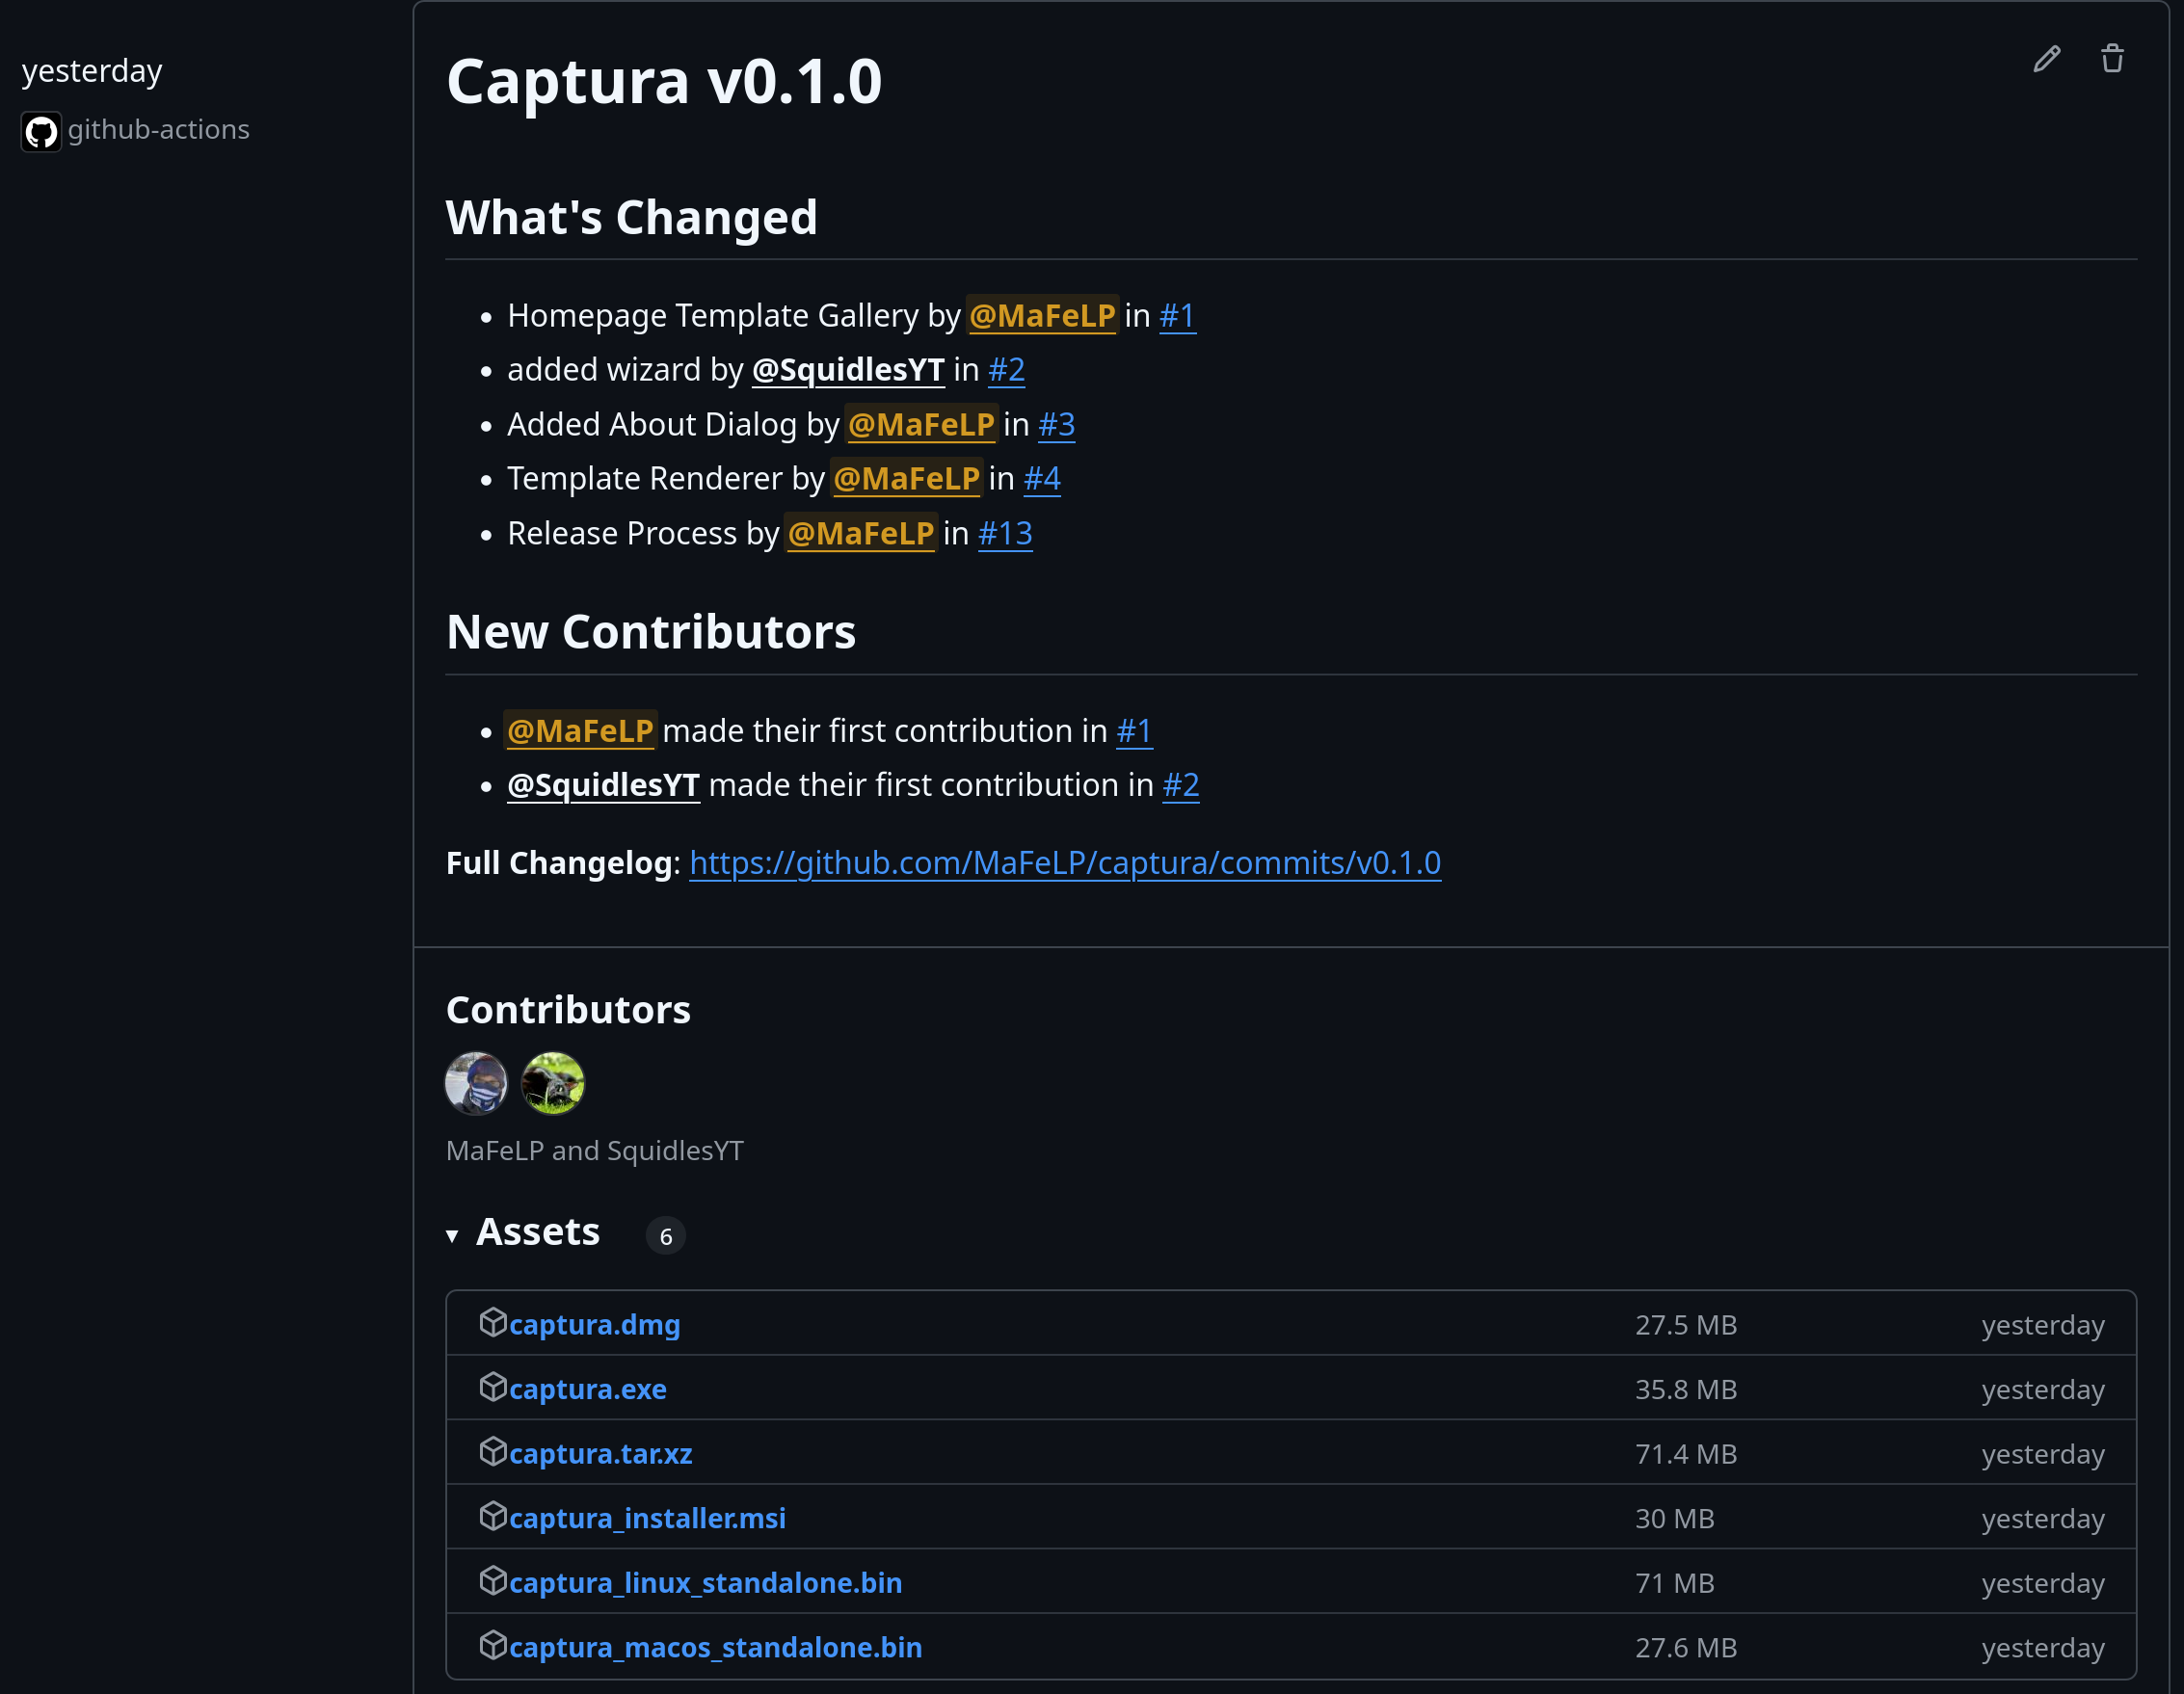 yesterday
github-actions
Captura v0.1.0
What's Changed
Homepage Template Gallery by @MaFeLP in #1
added wizard by @SquidlesYT in #2
Added About Dialog by @MaFeLP in #3
Template Renderer by @MaFeLP in #4
Release Process by @MaFeLP in #13
New Contributors
@MaFeLP made their first contribution in #1
@SquidlesYT made their first contribution in #2
Full Changelog: https://github.com/MaFeLP/captura/commits/v0.1.0
Contributors
MaFeLP and SquidlesYT
Assets 6
captura.dmg 27.5 MB yesterday
captura.exe 35.8 MB yesterday
captura.tar.xz 71.4 MB yesterday
captura_installer.msi 30 MB yesterday
captura_linux_standalone.bin 71 MB yesterday
captura_macos_standalone.bin 27.6 MB yesterday